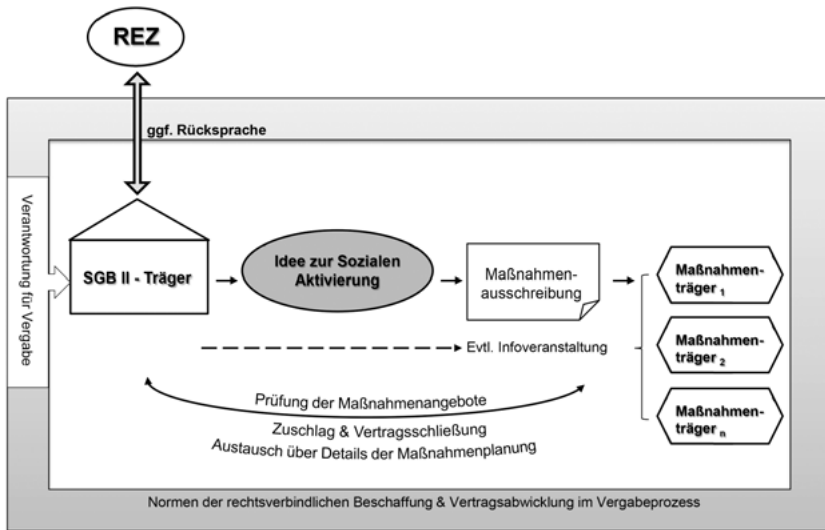 REZ
ggf. Rücksprache
Verantwortung für Vergabe
SGB II - Träger
Idee zur Sozialen
Aktivierung
Maßnahmen-
ausschreibung
Maßnahmen-
träger 1
Maßnahmen-
träger 2
Maßnahmen-
träger n
Evtl. Infoveranstaltung
Prüfung der Maßnahmenangebote
Zuschlag & Vertragsschließung
Austausch über Details der Maßnahmenplanung
Normen der rechtsverbindlichen Beschaffung & Vertragsabwicklung im Vergabeprozess